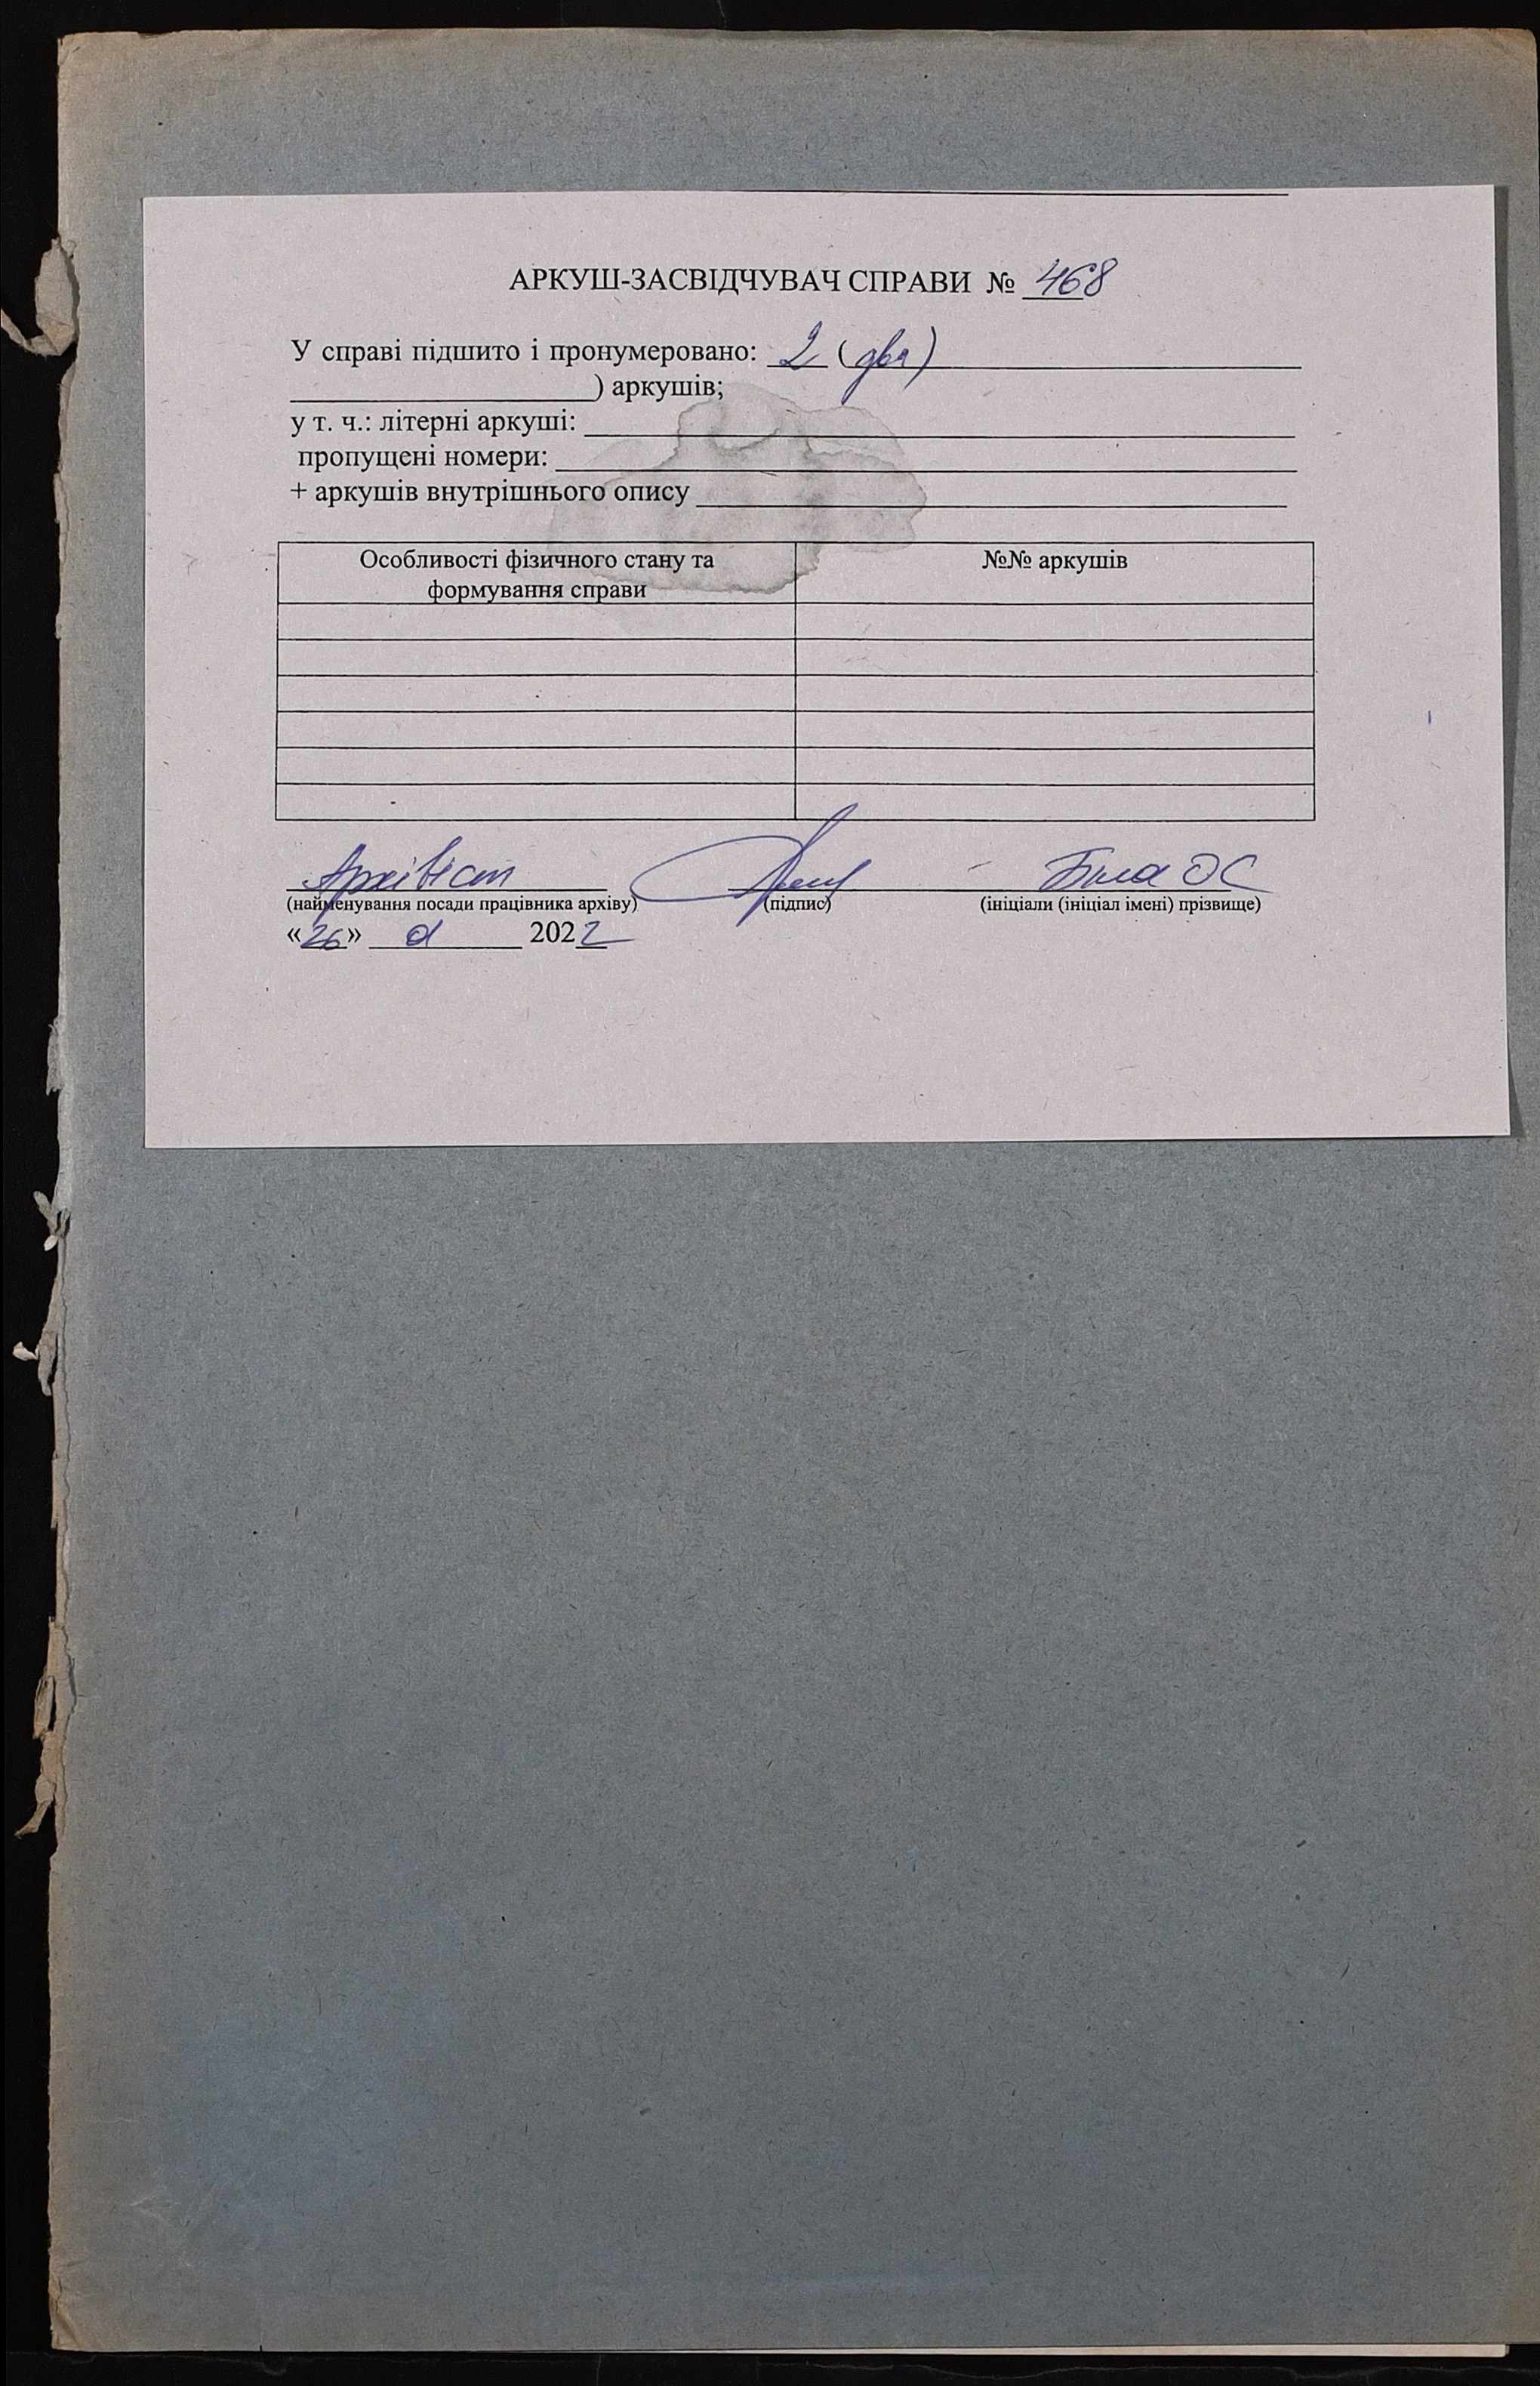 АРКУШ-ЗАСВІДЧУВАЧ СПРАВИ № 468
У справі підшито і пронумеровано: 2 (два)
) аркушів;
у т. ч.: літерні аркуші:
пропущені номери:
+ аркушів внутрішнього опису
Особливості фізичного стану та формування справи
№№ аркушів
Архівіст Біла ОС
(найменування посади працівника архіву) (підпис) (ініціали (ініціал імені) прізвище)
«26» 2022